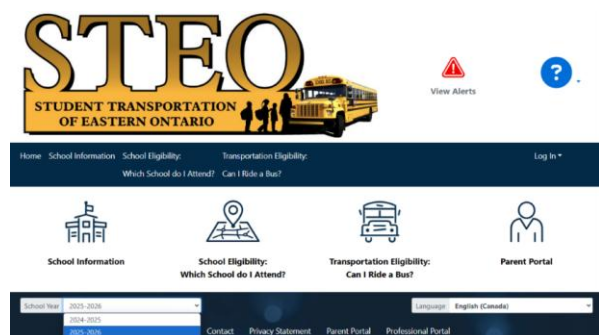 STEO
STUDENT TRANSPORTATION
OF EASTERN ONTARIO
View Alerts
?
Home School Information School Eligibility: Transportation Eligibility: Log In
Which School do I Attend? Can I Ride a Bus?
School Information School Eligibility: Transportation Eligibility: Parent Portal
Which School do I Attend? Can I Ride a Bus?
School Year 2025-2026 Language English (Canada)
2024-2025
2025-2026 Contact Privacy Statement Parent Portal Professional Portal